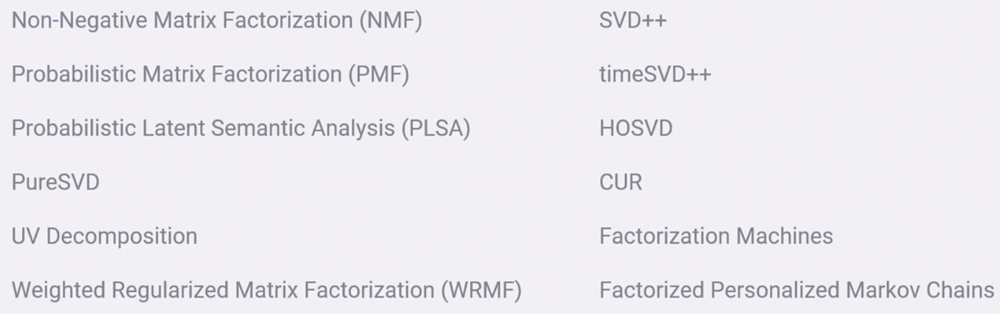 Non-Negative Matrix Factorization (NMF)
SVD++
Probabilistic Matrix Factorization (PMF)
timeSVD++
Probabilistic Latent Semantic Analysis (PLSA)
HOSVD
PureSVD
CUR
UV Decomposition
Factorization Machines
Weighted Regularized Matrix Factorization (WRMF)
Factorized Personalized Markov Chains